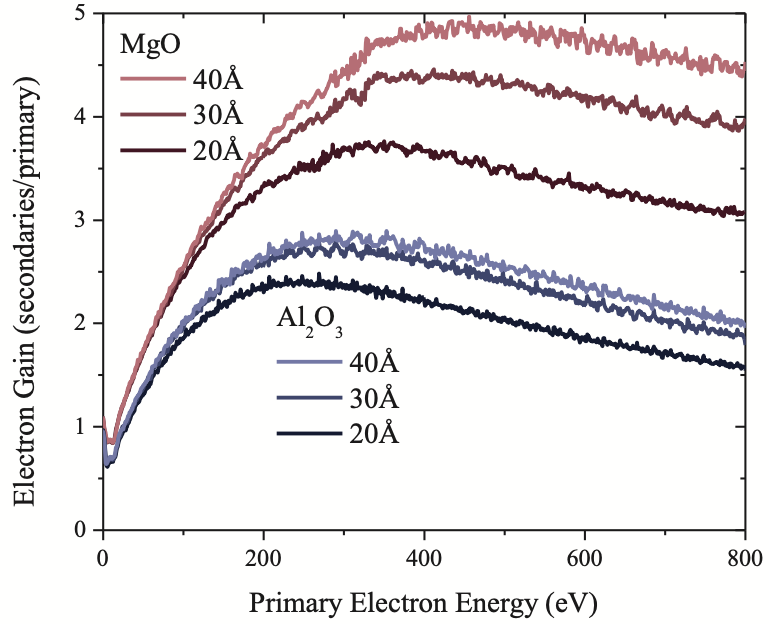 5
4
3
2
1
0
Electron Gain (secondaries/primary)
MgO
40Å
30Å
20Å
Al₂O₃
40Å
30Å
20Å
0 200 400 600 800
Primary Electron Energy (eV)